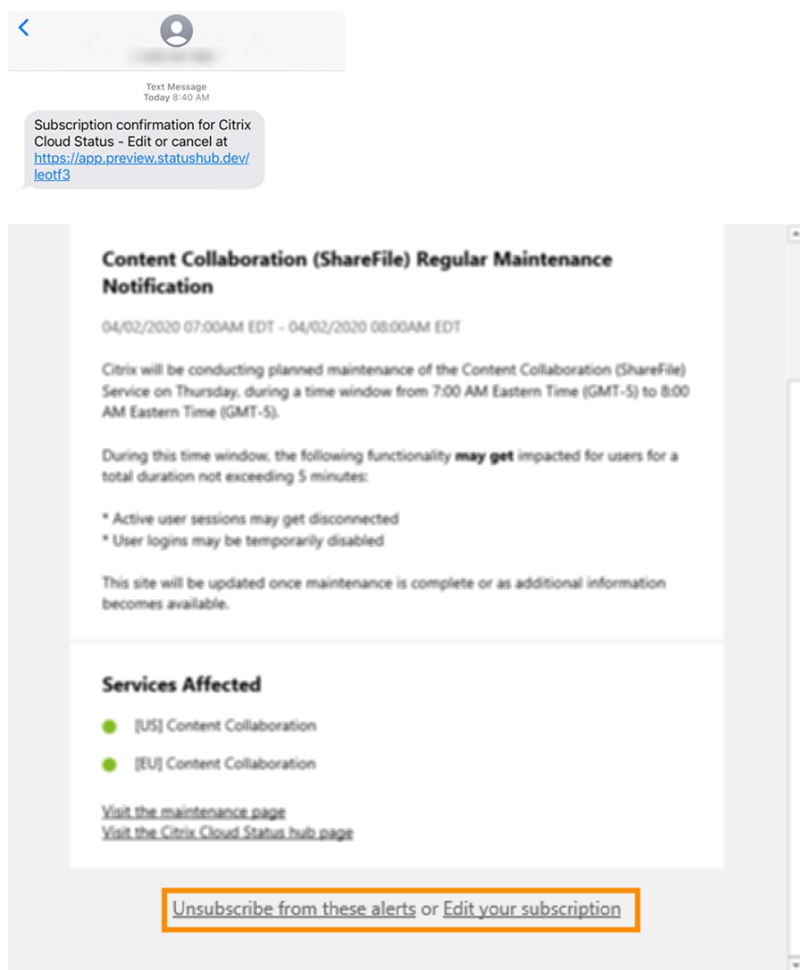 Text Message
Today 8:40 AM
Subscription confirmation for Citrix
Cloud Status - Edit or cancel at
https://app.preview.statushub.dev/
leotf3
Content Collaboration (ShareFile) Regular Maintenance
Notification
04/02/2020 07:00AM EDT - 04/02/2020 08:00AM EDT
Citrix will be conducting planned maintenance of the Content Collaboration (ShareFile)
Service on Thursday, during a time window from 7:00 AM Eastern Time (GMT-5) to 8:00
AM Eastern Time (GMT-5).
During this time window, the following functionality may get impacted for users for a
total duration not exceeding 5 minutes:
* Active user sessions may get disconnected
* User logins may be temporarily disabled
This site will be updated once maintenance is complete or as additional information
becomes available.
Services Affected
[US] Content Collaboration
[EU] Content Collaboration
Visit the maintenance page
Visit the Citrix Cloud Status hub page
Unsubscribe from these alerts or Edit your subscription